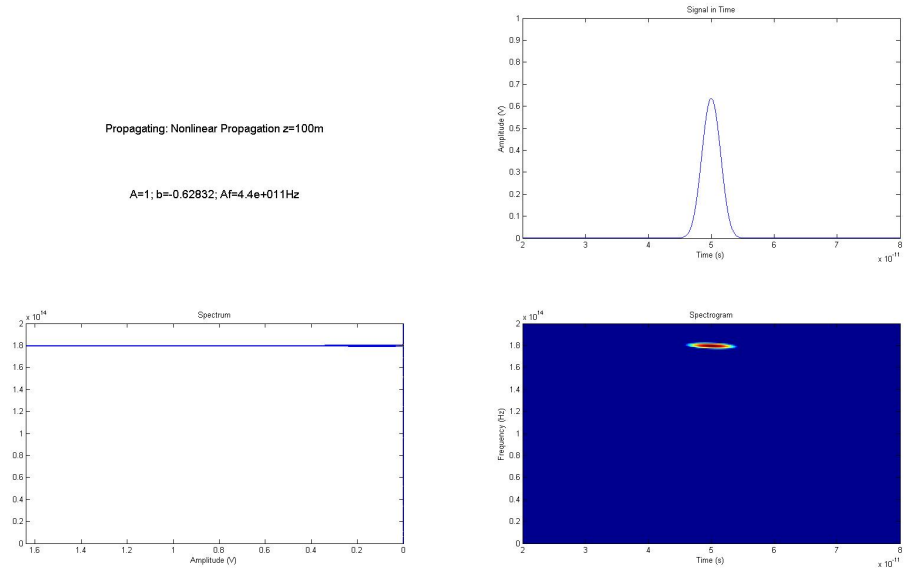 Signal in Time
1
0.9
0.8
0.7
0.6
0.5
0.4
0.3
0.2
0.1
0
Amplitude (V)
2 3 4 5 6 7 8
Time (s)
x 10^-11
Propagating: Nonlinear Propagation z=100m
A=1; b=-0.62832; Af=4.4e+011Hz
Spectrum
x 10^14
2
1.8
1.6
1.4
1.2
1
0.8
0.6
0.4
0.2
0
1.6 1.4 1.2 1 0.8 0.6 0.4 0.2 0
Amplitude (V)
Spectrogram
x 10^14
2
1.8
1.6
1.4
1.2
1
0.8
0.6
0.4
0.2
0
Frequency (Hz)
2 3 4 5 6 7 8
Time (s)
x 10^-11